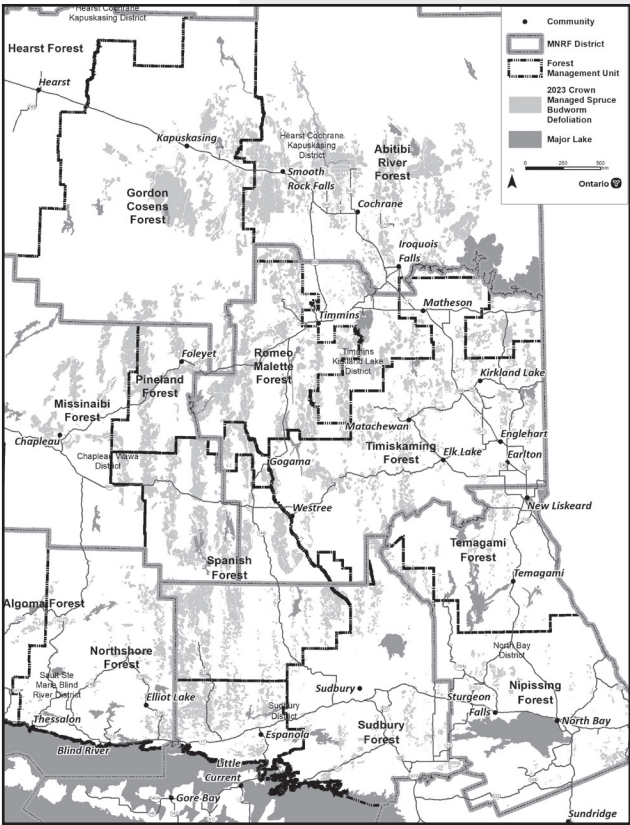 Hearst Cochrane
Kapuskasing District
Hearst Forest
Hearst
Kapuskasing
Hearst Cochrane
Kapuskasing
District
Smooth
Rock Falls
Abitibi
River
Forest
Gordon
Cosens
Forest
Cochrane
Iroquois
Falls
Matheson
Timmins
Foleyet
Romeo
Malette
Forest
Timmins
Kirkland Lake
District
Pineland
Forest
Kirkland Lake
Missinaibi
Forest
Matachewan
Chapleau
Timiskaming
Forest
Englehart
Elk Lake
Earlton
Chapleau Wawa
District
Gogama
New Liskeard
Westree
Temagami
Forest
Spanish
Forest
Temagami
Algoma Forest
Northshore
Forest
North Bay
District
Sault Ste
Marie Blind
River District
Nipissing
Forest
Elliot Lake
Sudbury
Sturgeon
Falls
Sudbury
District
North Bay
Thessalon
Espanola
Sudbury
Forest
Blind River
Little
Current
Gore Bay
Sundridge
Community
MNRF District
Forest
Management Unit
2023 Crown
Managed Spruce
Budworm
Defoliation
Major Lake
0 250 500
km
N
Ontario